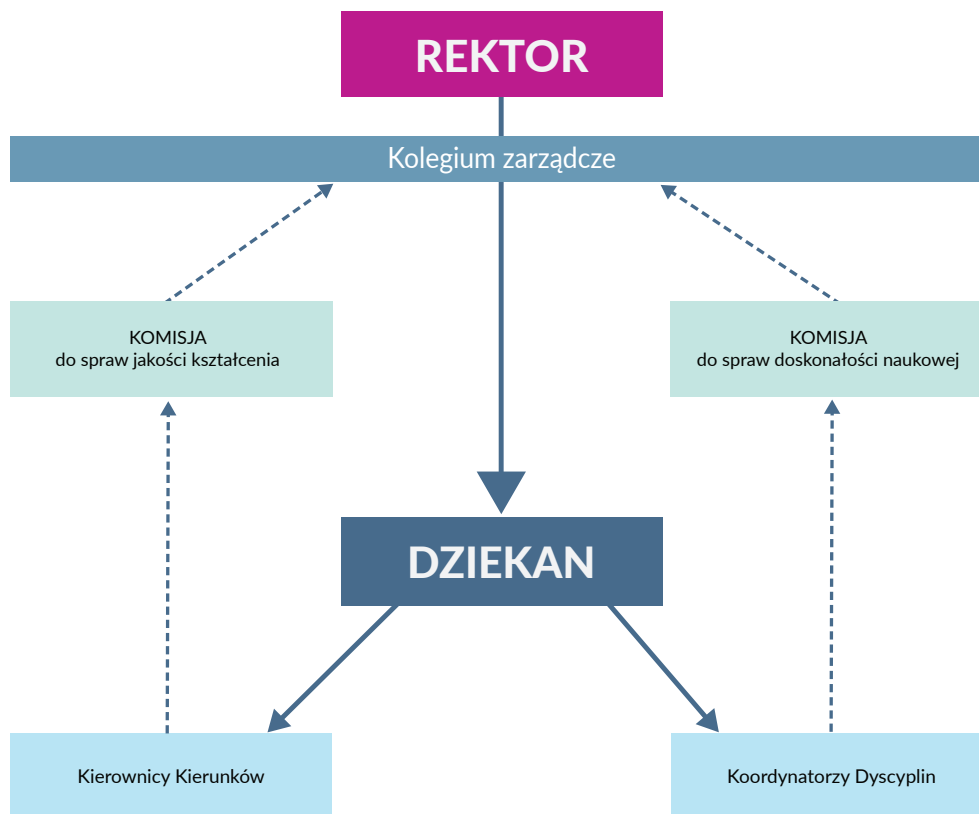 REKTOR
Kolegium zarządcze
KOMISJA
do spraw jakości kształcenia
KOMISJA
do spraw doskonałości naukowej
DZIEKAN
Kierownicy Kierunków
Koordynatorzy Dyscyplin